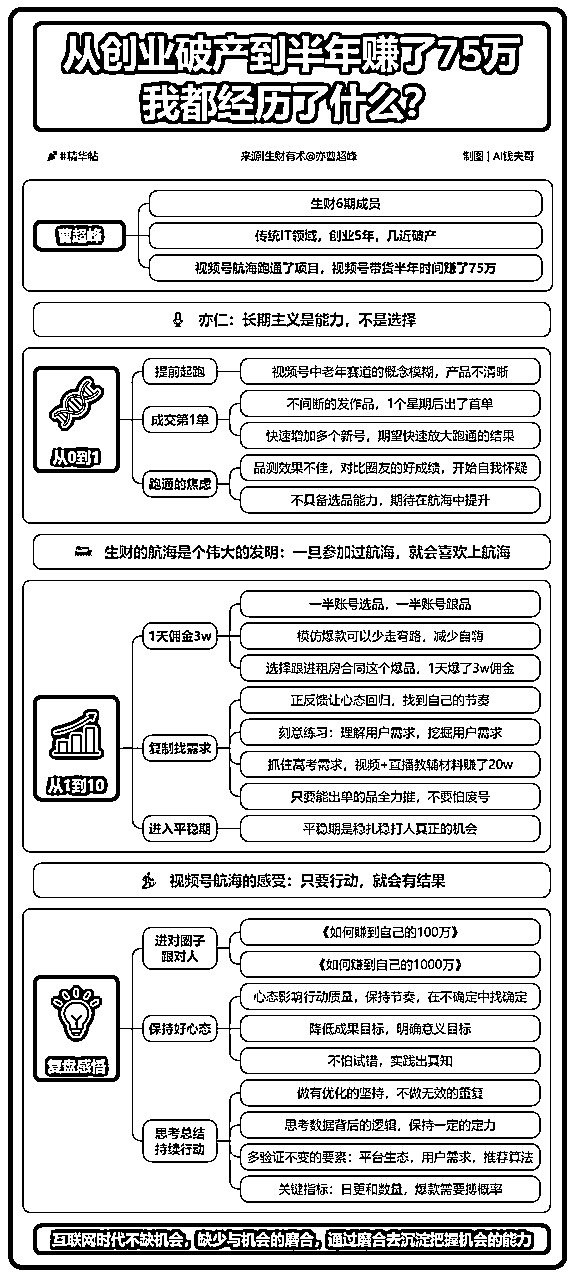 从创业破产到半年赚了75万
我都经历了什么?
#精华帖
来源|生财有术@亦曹超峰
制图 | AI钱夫哥
曹超峰
生财6期成员
传统IT领域,创业5年,几近破产
视频号航海跑通了项目,视频号带货半年时间赚了75万
亦仁:长期主义是能力,不是选择
从0到1
提前起跑
视频号中老年赛道的概念模糊,产品不清晰
成交第1单
不间断的发作品,1个星期后出了首单
快速增加多个新号,期望快速放大跑通的结果
跑通的焦虑
品测效果不佳,对比圈友的好成绩,开始自我怀疑
不具备选品能力,期待在航海中提升
生财的航海是个伟大的发明:一旦参加过航海,就会喜欢上航海
从1到10
1天佣金3w
一半账号选品,一半账号跟品
模仿爆款可以少走弯路,减少自嗨
选择跟进租房合同这个爆品,1天爆了3w佣金
复制找需求
正反馈让心态回归,找到自己的节奏
刻意练习:理解用户需求,挖掘用户需求
抓住高考需求,视频+直播教辅材料赚了20w
只要能出单的品全力推,不要怕废号
进入平稳期
平稳期是稳扎稳打人真正的机会
视频号航海的感受:只要行动,就会有结果
复盘感悟
进对圈子
跟对人
《如何赚到自己的100万》
《如何赚到自己的1000万》
保持好心态
心态影响行动质量,保持节奏,在不确定中找确定
降低成果目标,明确意义目标
不怕试错,实践出真知
思考总结
持续行动
做有优化的坚持,不做无效的重复
思考数据背后的逻辑,保持一定的定力
多验证不变的要素:平台生态,用户需求,推荐算法
关键指标:日更和数量,爆款需要搏概率
互联网时代不缺机会,缺少与机会的磨合,通过磨合去沉淀把握机会的能力